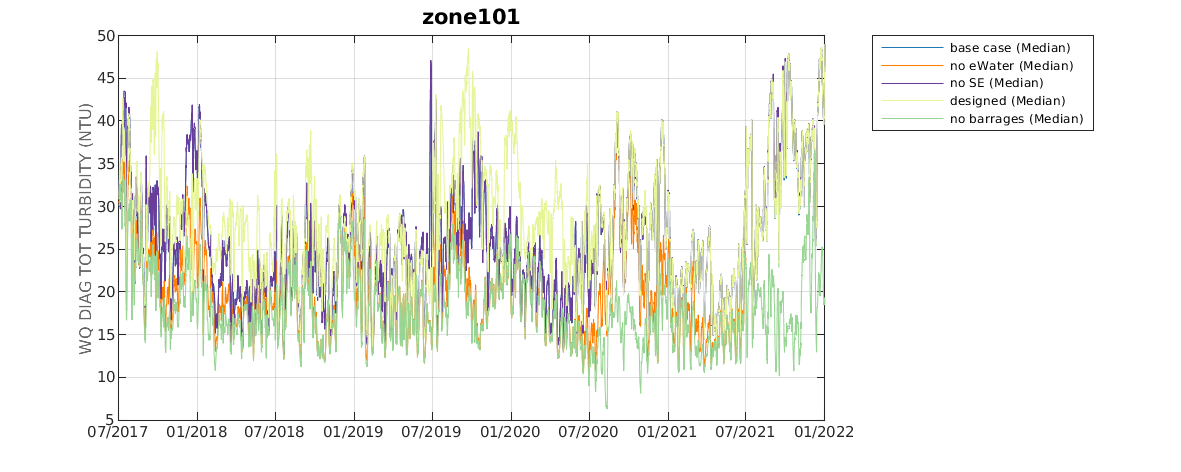 zone101
WQ DIAG TOT TURBIDITY (NTU)
50
45
40
35
30
25
20
15
10
5
07/2017 01/2018 07/2018 01/2019 07/2019 01/2020 07/2020 01/2021 07/2021 01/2022
base case (Median)
no eWater (Median)
no SE (Median)
designed (Median)
no barrages (Median)